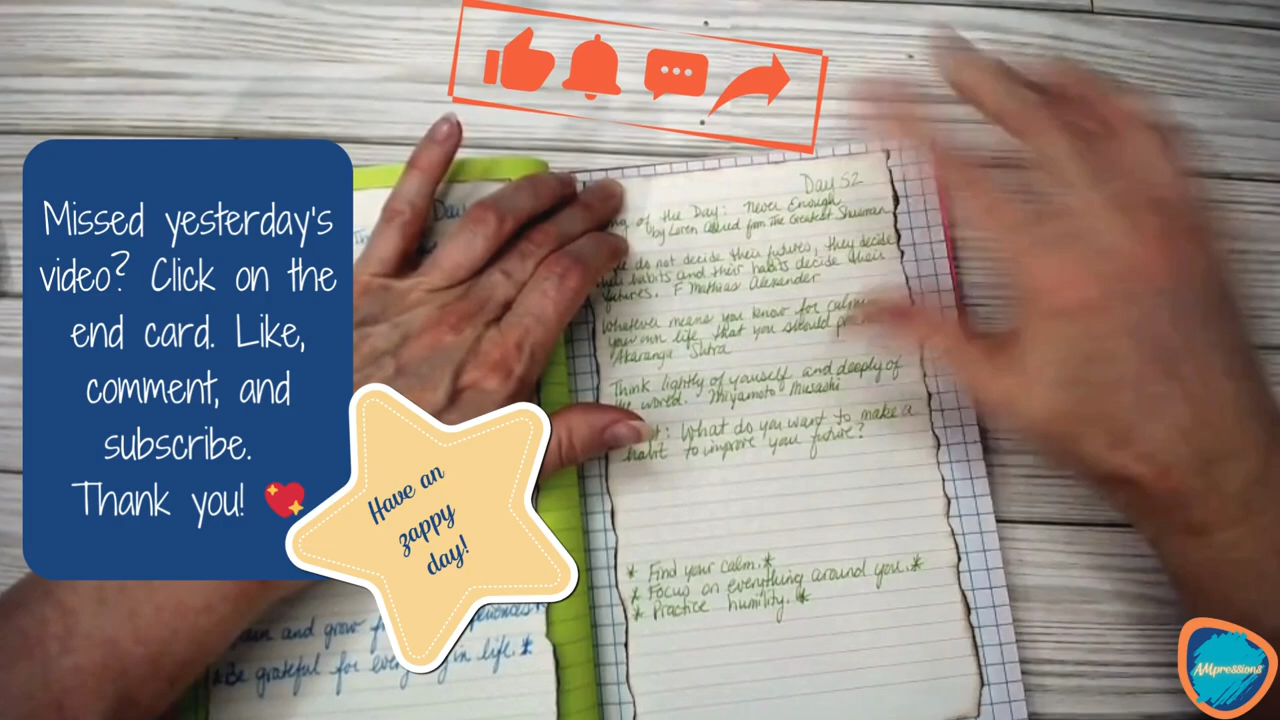 Missed yesterday's
video? Click on the
end card. Like,
comment, and
subscribe.
Thank you!
Have an
zappy
day!
Day
Day 52
of the Day: Never Enough
by Loren Allred from The Greatest Showman
do not decide their futures, they decide
their habits and their habits decide their
futures. F Mathias Alexander
Whatever means you know for calming
your own life, that you should
Akaranga Sutra
Think lightly of yourself and deeply of
the world. Miyamoto Musashi
: What do you want to make a
habit to improve your future?
* Find your calm. *
* Focus on everything around you. *
* Practice humility. *
and grow
* Be grateful for everything in life. *
AMpressions